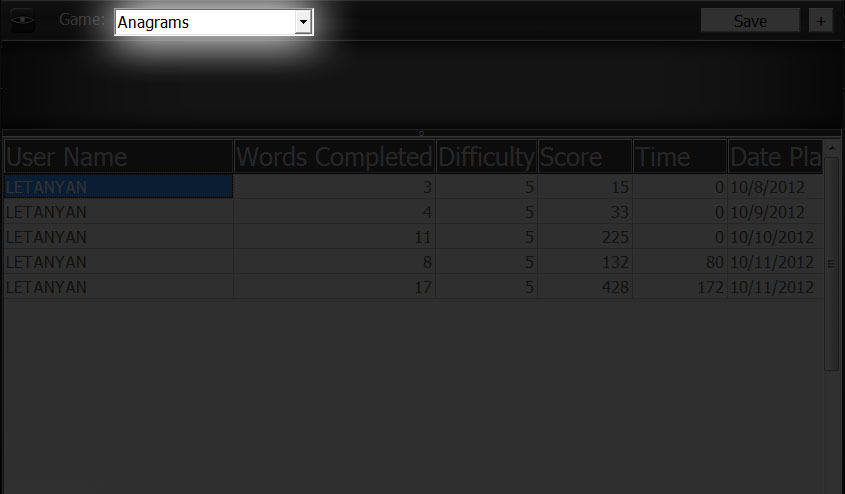 Game: Anagrams Save +
User Name Words Completed Difficulty Score Time Date Pla
LETANYAN 3 5 15 0 10/8/2012
LETANYAN 4 5 33 0 10/9/2012
LETANYAN 11 5 225 0 10/10/2012
LETANYAN 8 5 132 80 10/11/2012
LETANYAN 17 5 428 172 10/11/2012